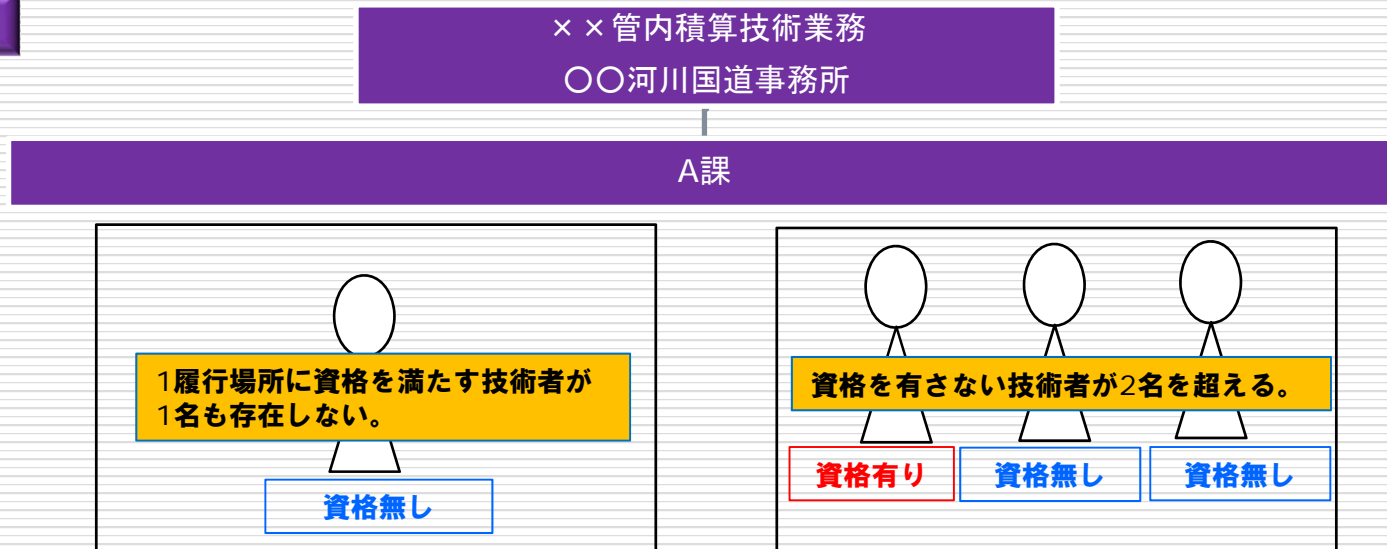 ××管内積算技術業務
〇〇河川国道事務所
A課
1履行場所に資格を満たす技術者が
1名も存在しない。
資格無し
資格を有さない技術者が2名を超える。
資格有り
資格無し
資格無し